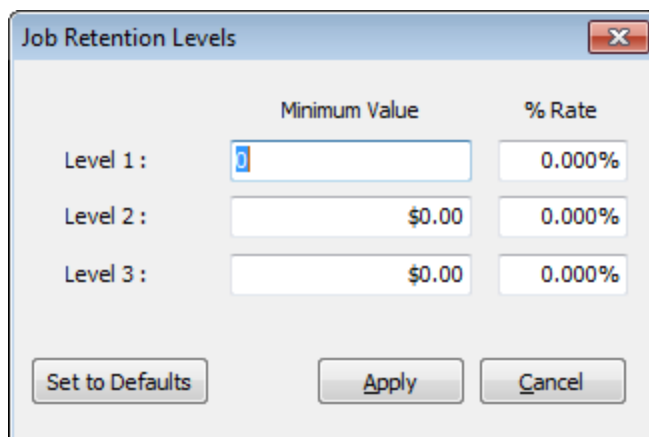 Job Retention Levels
Minimum Value % Rate
Level 1 : 0 0.000%
Level 2 : $0.00 0.000%
Level 3 : $0.00 0.000%
Set to Defaults Apply Cancel